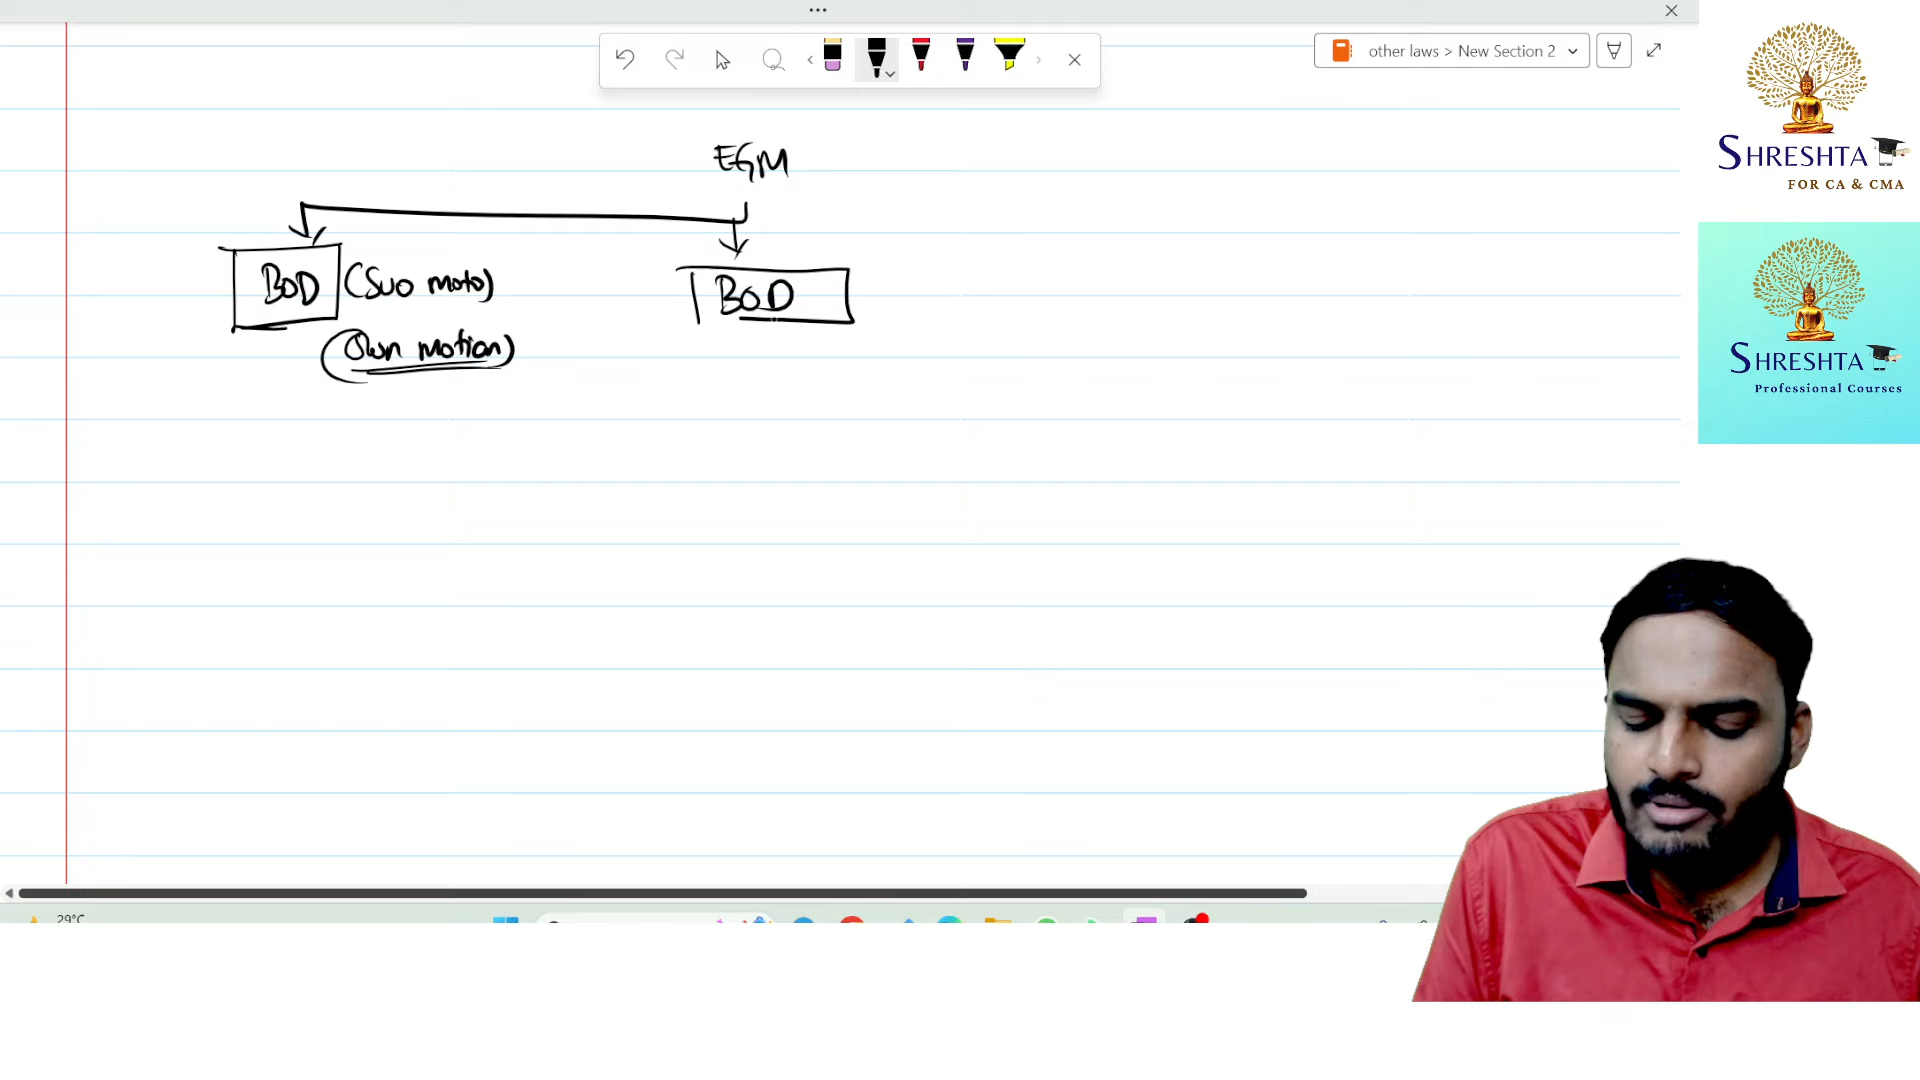 other laws > New Section 2
SHRESHTA
FOR CA & CMA
EGM
BOD (Suo moto)
BOD
(Own motion)
SHRESHTA
Professional Courses
29°C